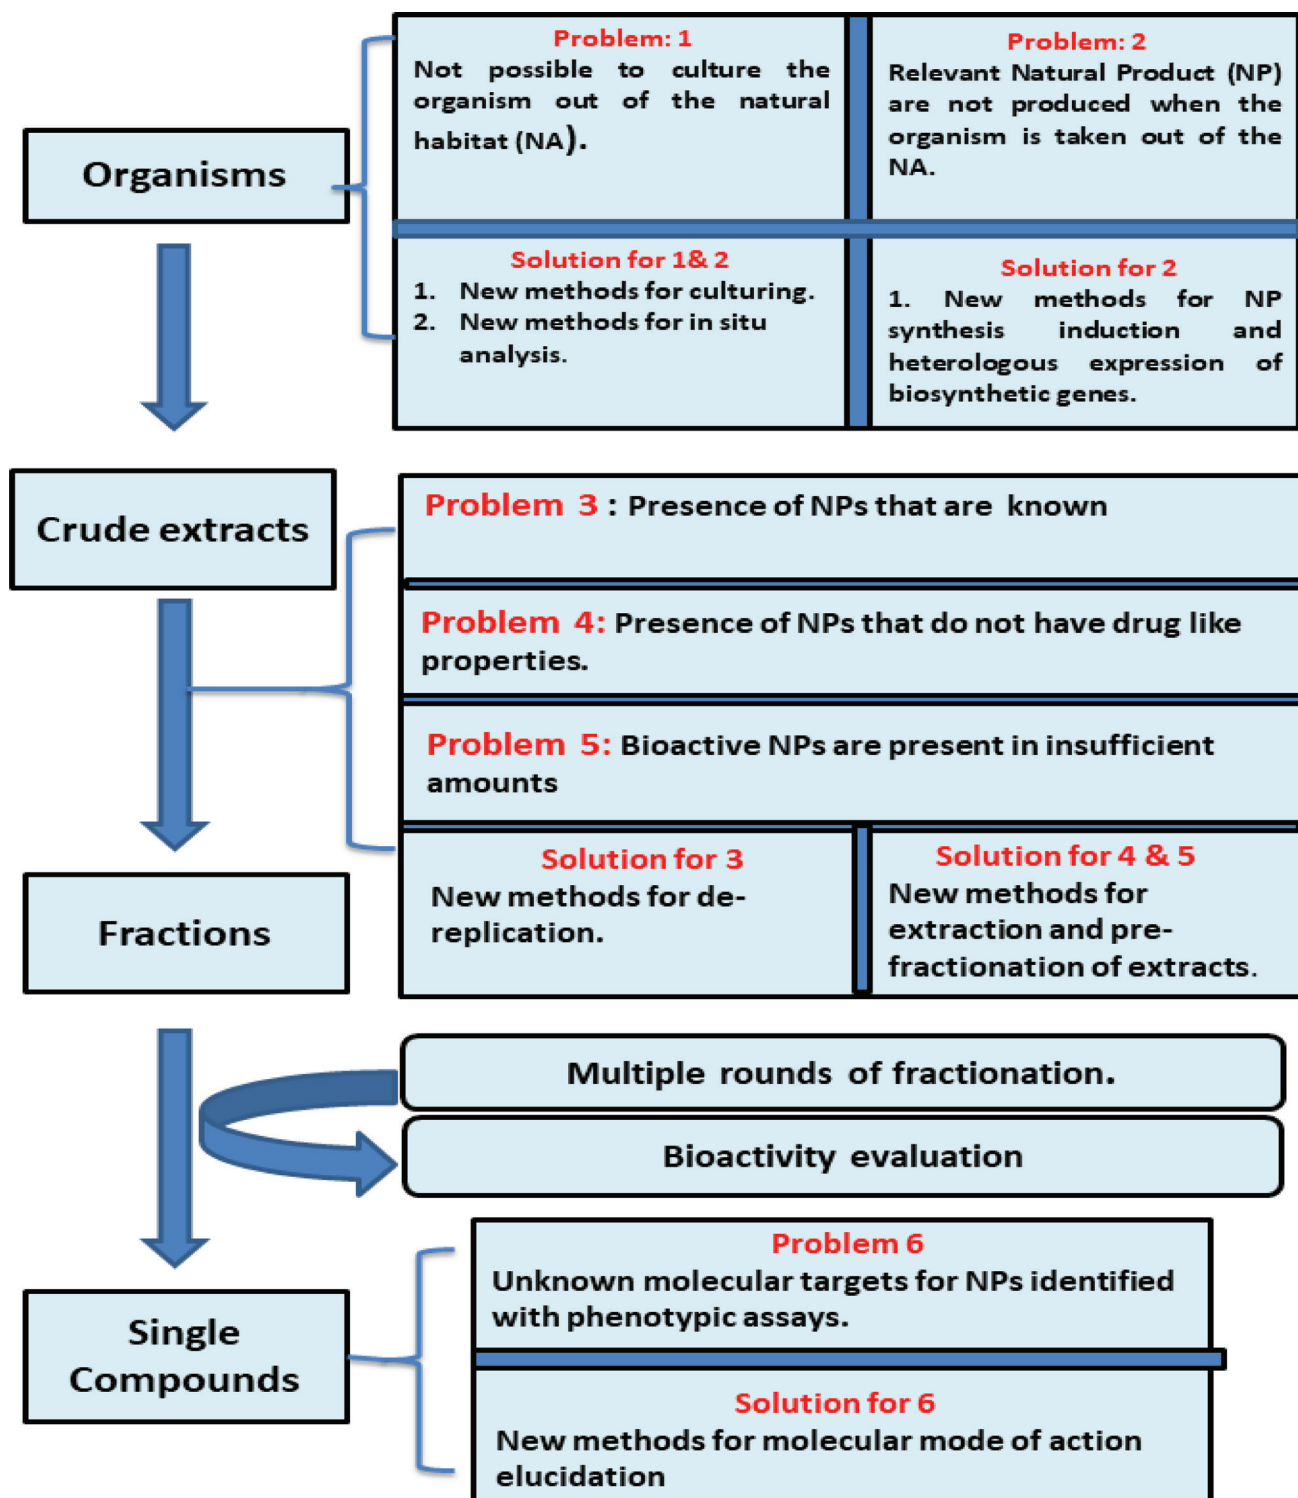 Organisms
Problem: 1
Not possible to culture the
organism out of the natural
habitat (NA).
Problem: 2
Relevant Natural Product (NP)
are not produced when the
organism is taken out of the
NA.
Solution for 1& 2
1. New methods for culturing.
2. New methods for in situ
analysis.
Solution for 2
1. New methods for NP
synthesis induction and
heterologous expression of
biosynthetic genes.
Crude extracts
Problem 3 : Presence of NPs that are known
Problem 4: Presence of NPs that do not have drug like
properties.
Problem 5: Bioactive NPs are present in insufficient
amounts
Solution for 3
New methods for de-
replication.
Solution for 4 & 5
New methods for
extraction and pre-
fractionation of extracts.
Fractions
Multiple rounds of fractionation.
Bioactivity evaluation
Single
Compounds
Problem 6
Unknown molecular targets for NPs identified
with phenotypic assays.
Solution for 6
New methods for molecular mode of action
elucidation